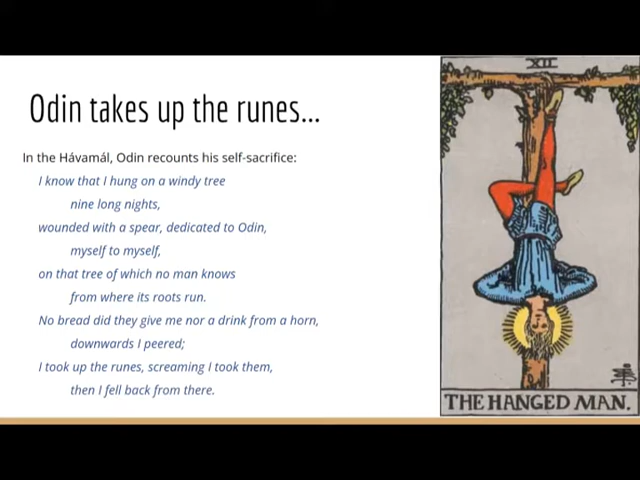 Odin takes up the runes...
In the Hávamál, Odin recounts his self-sacrifice:
I know that I hung on a windy tree
nine long nights,
wounded with a spear, dedicated to Odin,
myself to myself,
on that tree of which no man knows
from where its roots run.
No bread did they give me nor a drink from a horn,
downwards I peered;
I took up the runes, screaming I took them,
then I fell back from there.
XII
THE HANGED MAN.